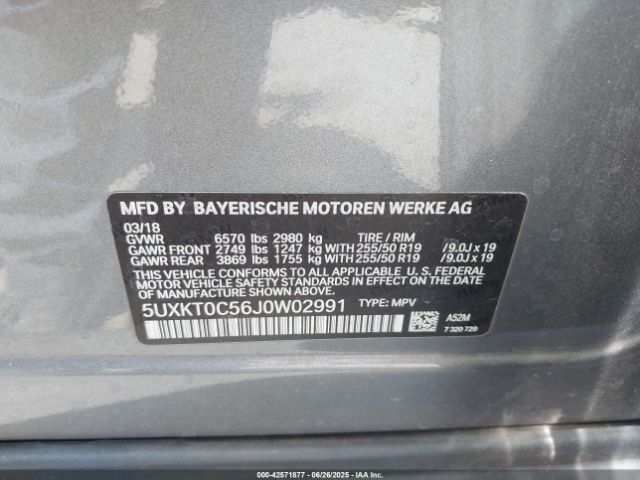 MFD BY BAYERISCHE MOTOREN WERKE AG
03/18
GVWR 6570 lbs 2980 kg TIRE / RIM
GAWR FRONT 2749 lbs 1247 kg WITH 255/50 R19 /9.0J x 19
GAWR REAR 3869 lbs 1755 kg WITH 255/50 R19 /9.0J x 19
THIS VEHICLE CONFORMS TO ALL APPLICABLE U. S. FEDERAL
MOTOR VEHICLE SAFETY STANDARDS IN EFFECT ON THE
DATE OF MANUFACTURE SHOWN ABOVE.
5UXKT0C56J0W02991 TYPE: MPV
A52M
7 320 729
000-42571877 06/26/2025 IAAI.COM